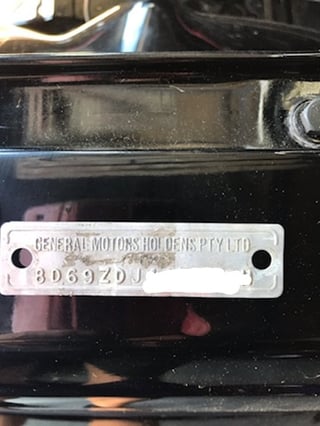 GENERAL MOTORS HOLDENS PTY LTD
8D69ZDJ